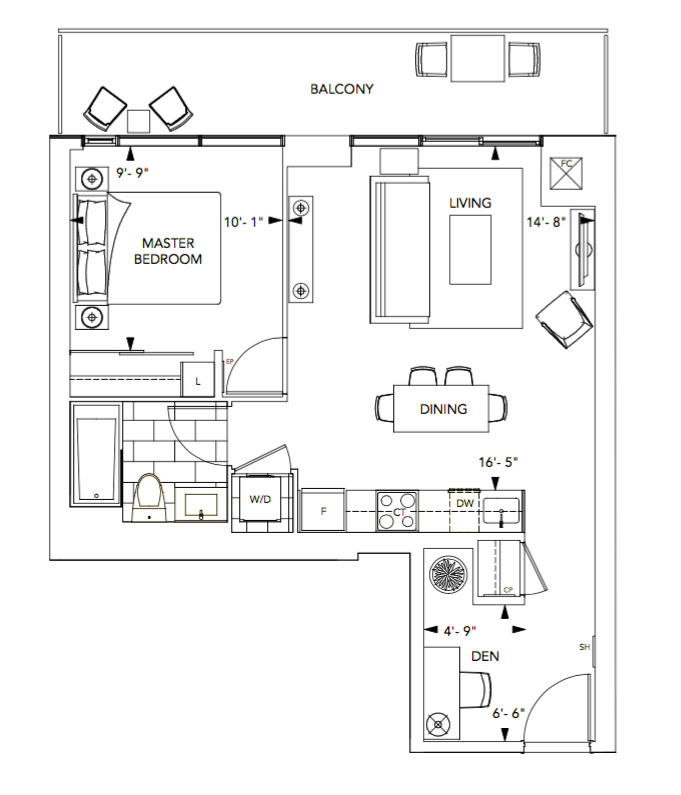 BALCONY
FC
9'- 9"
LIVING
10'- 1"
14'- 8"
MASTER
BEDROOM
EP
L
DINING
16'- 5"
W/D
F
CT
DW
CP
4'- 9"
SH
DEN
6'- 6"